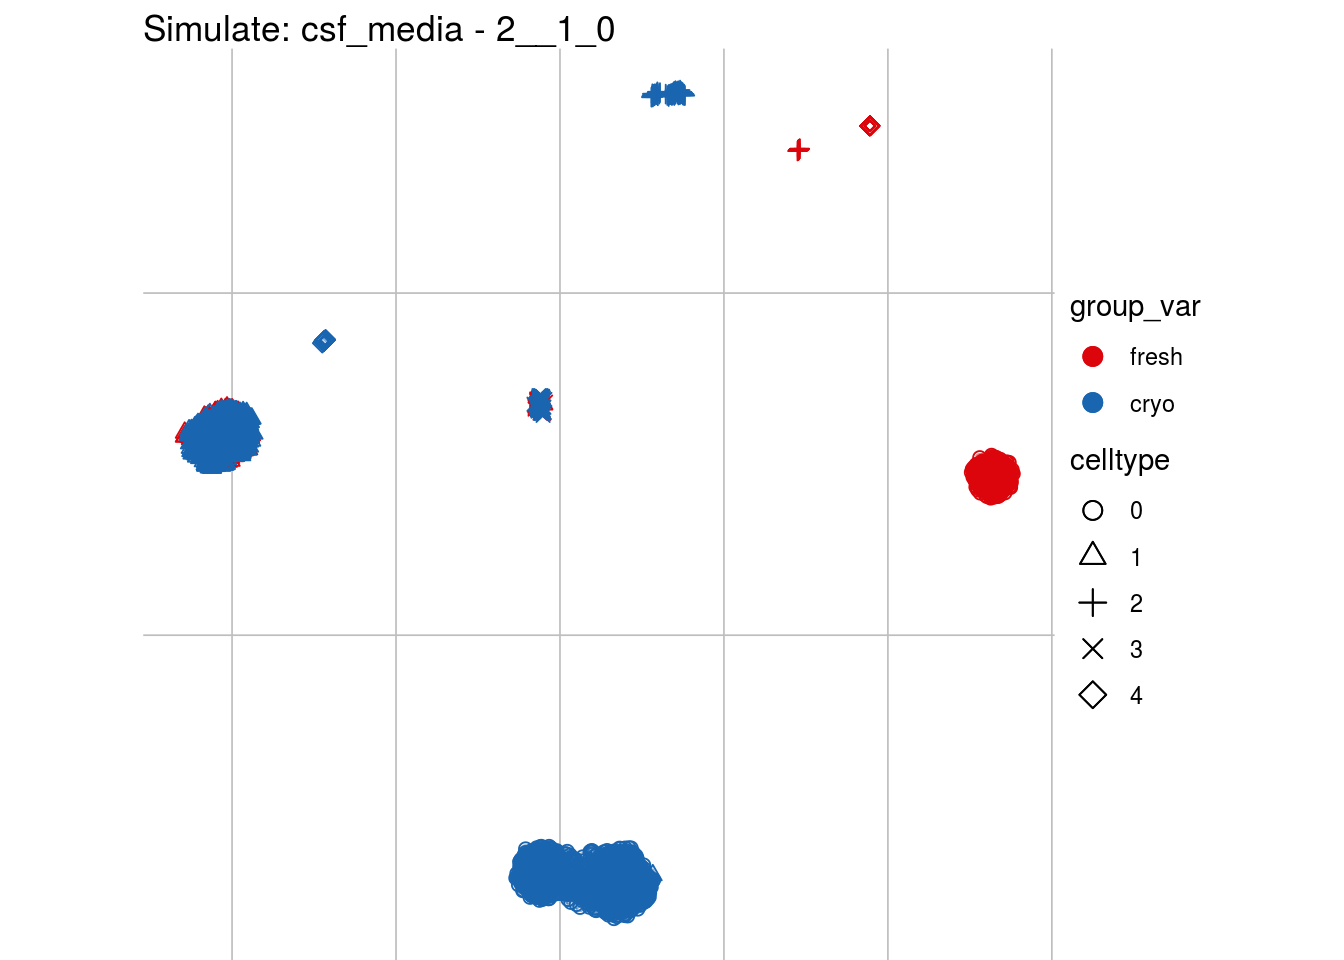 Simulate: csf_media - 2__1_0
group_var
fresh
cryo
celltype
0
1
2
3
4